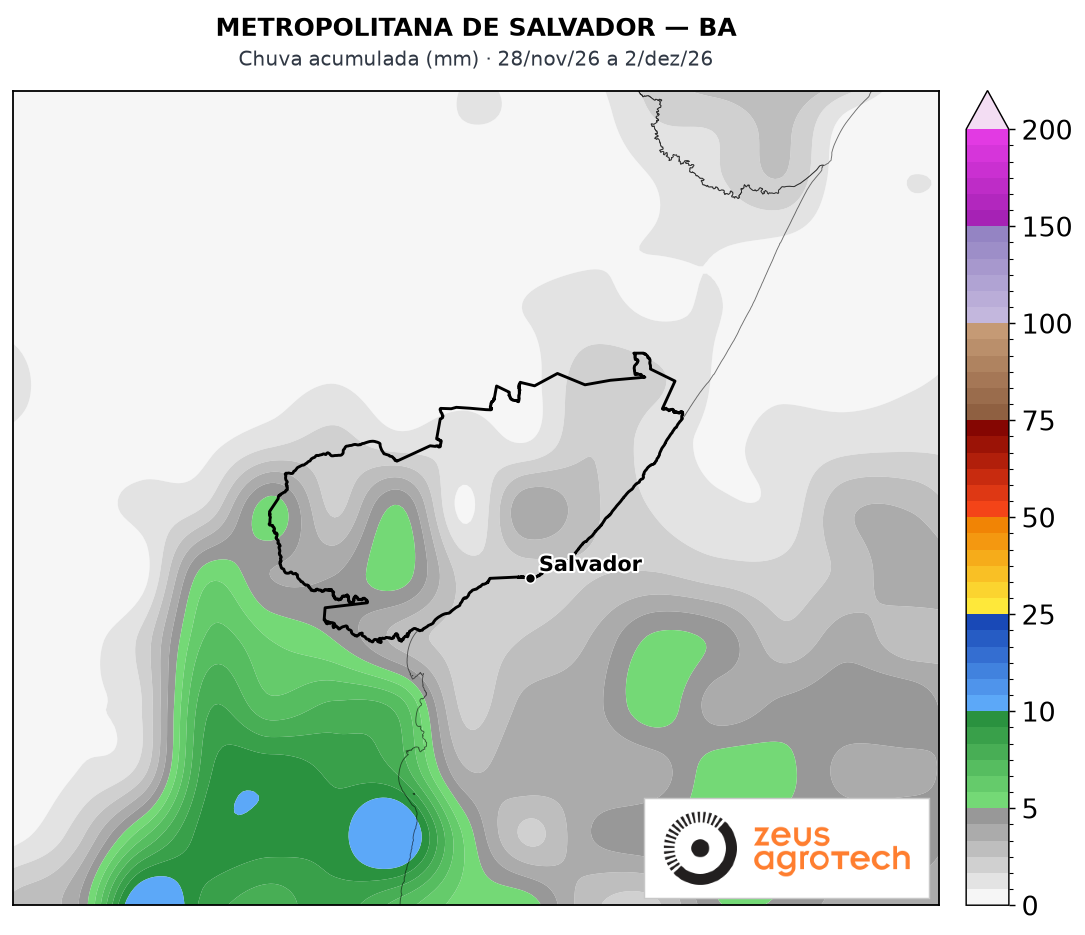 METROPOLITANA DE SALVADOR — BA
Chuva acumulada (mm) · 28/nov/26 a 2/dez/26
200
150
100
75
50
25
10
5
0
Salvador
zeus
agrotech